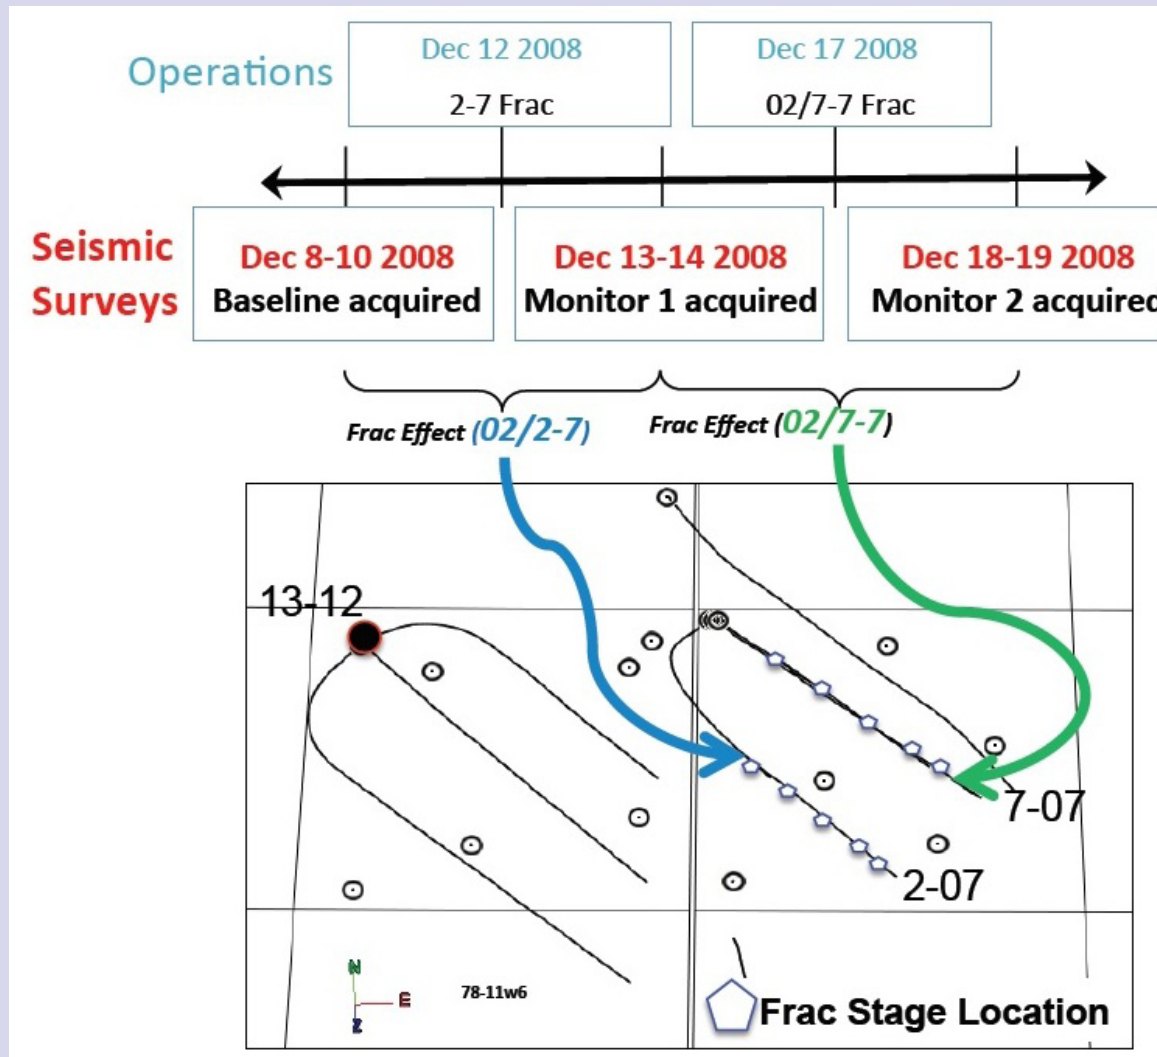 Operations
Dec 12 2008
2-7 Frac
Dec 17 2008
02/7-7 Frac
Seismic
Surveys
Dec 8-10 2008
Baseline acquired
Dec 13-14 2008
Monitor 1 acquired
Dec 18-19 2008
Monitor 2 acquired
Frac Effect (02/2-7)
Frac Effect (02/7-7)
13-12
7-07
2-07
N
E
Z
78-11w6
Frac Stage Location